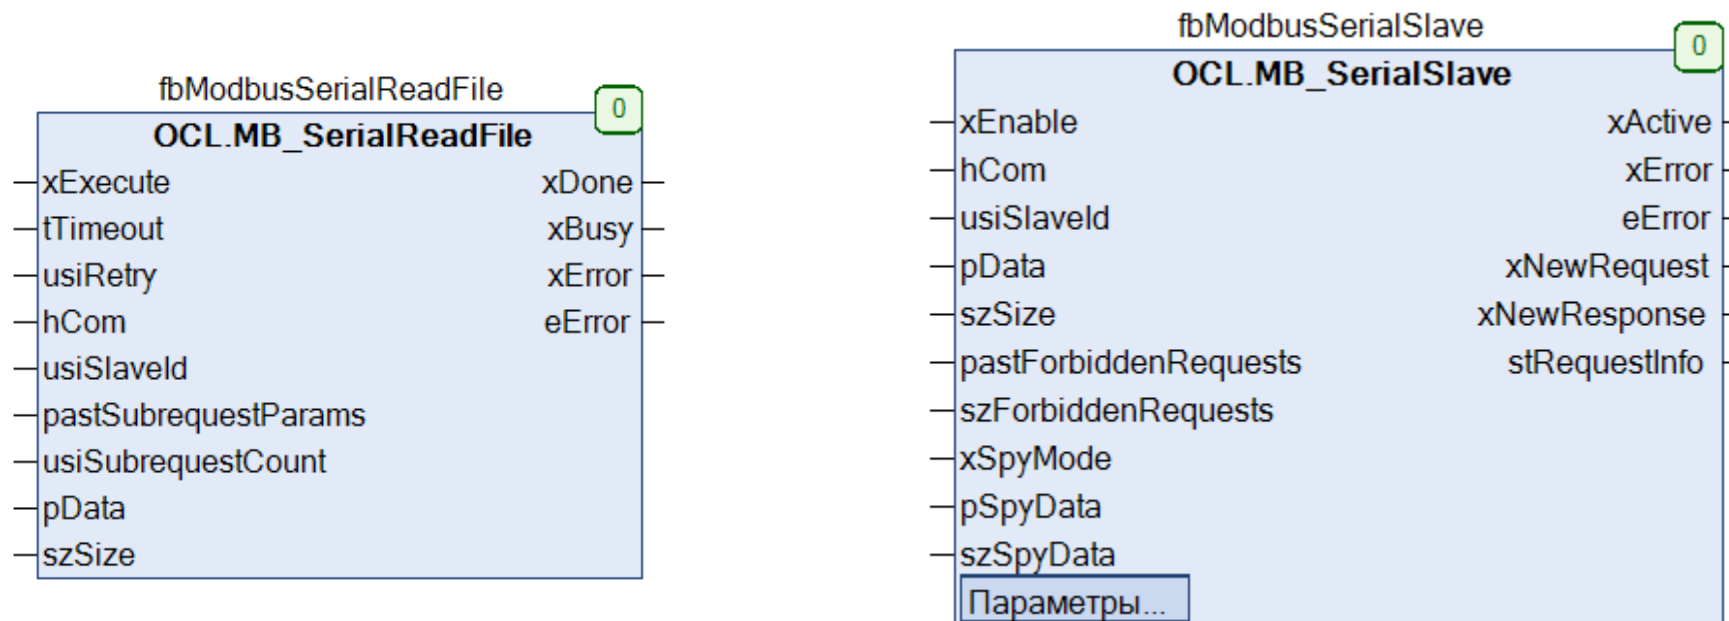 fbModbusSerialReadFile
0
OCL.MB_SerialReadFile
xExecute xDone
tTimeout xBusy
usiRetry xError
hCom eError
usiSlaveId
pastSubrequestParams
usiSubrequestCount
pData
szSize
fbModbusSerialSlave
0
OCL.MB_SerialSlave
xEnable xActive
hCom xError
usiSlaveId eError
pData xNewRequest
szSize xNewResponse
pastForbiddenRequests stRequestInfo
szForbiddenRequests
xSpyMode
pSpyData
szSpyData
Параметры...